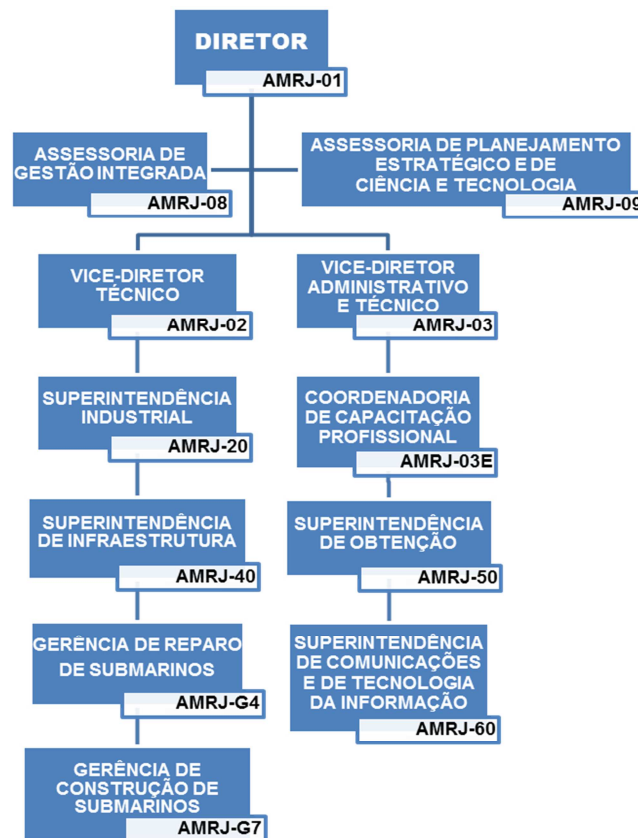 DIRETOR
AMRJ-01
ASSESSORIA DE
GESTÃO INTEGRADA
AMRJ-08
ASSESSORIA DE PLANEJAMENTO
ESTRATÉGICO E DE
CIÊNCIA E TECNOLOGIA
AMRJ-09
VICE-DIRETOR
TÉCNICO
AMRJ-02
VICE-DIRETOR
ADMINISTRATIVO
E TÉCNICO
AMRJ-03
SUPERINTENDÊNCIA
INDUSTRIAL
AMRJ-20
COORDENADORIA
DE CAPACITAÇÃO
PROFISSIONAL
AMRJ-03E
SUPERINTENDÊNCIA
DE INFRAESTRUTURA
AMRJ-40
SUPERINTENDÊNCIA
DE OBTENÇÃO
AMRJ-50
GERÊNCIA DE REPARO
DE SUBMARINOS
AMRJ-G4
SUPERINTENDÊNCIA
DE COMUNICAÇÕES
E DE TECNOLOGIA
DA INFORMAÇÃO
AMRJ-60
GERÊNCIA DE
CONSTRUÇÃO DE
SUBMARINOS
AMRJ-G7